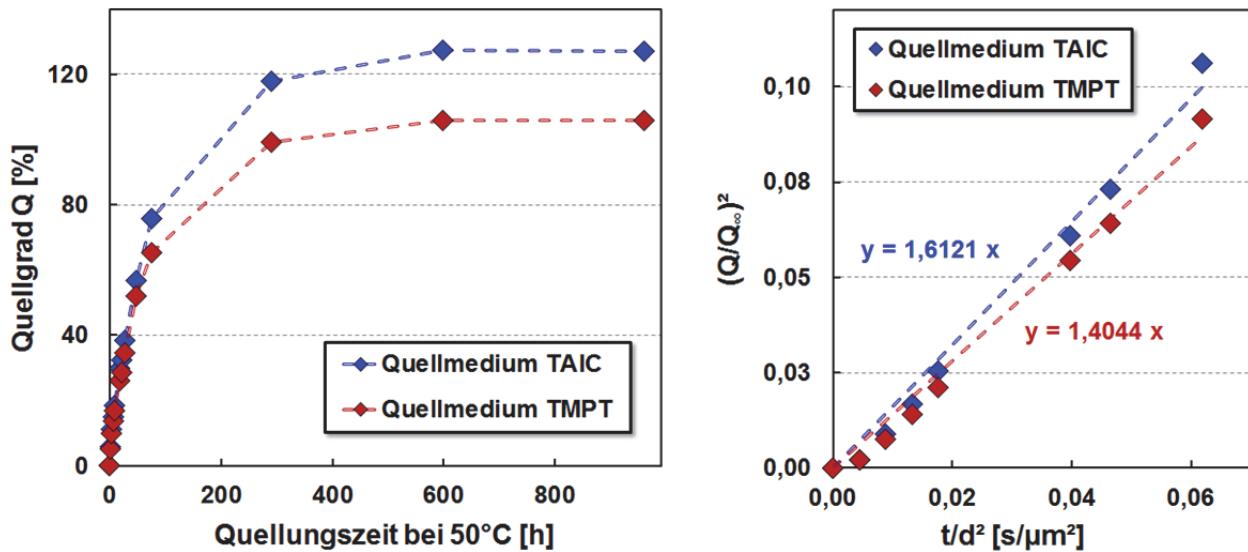 120
80
40
0
Quellgrad Q [%]
Quellmedium TAIC
Quellmedium TMPT
0
200
400
600
800
Quellungszeit bei 50°C [h]
Quellmedium TAIC
Quellmedium TMPT
0,10
0,08
0,05
0,03
0,00
(Q/Q∞)²
y = 1,6121 x
y = 1,4044 x
0,00
0,02
0,04
0,06
t/d² [s/µm²]